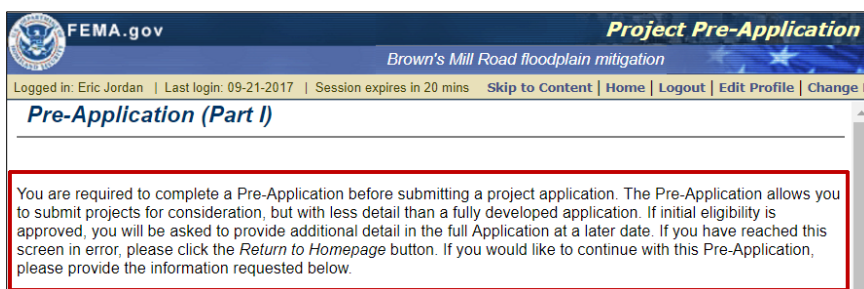 FEMA.gov
Project Pre-Application
Brown's Mill Road floodplain mitigation
Logged in: Eric Jordan | Last login: 09-21-2017 | Session expires in 20 mins Skip to Content | Home | Logout | Edit Profile | Change
Pre-Application (Part I)
You are required to complete a Pre-Application before submitting a project application. The Pre-Application allows you
to submit projects for consideration, but with less detail than a fully developed application. If initial eligibility is
approved, you will be asked to provide additional detail in the full Application at a later date. If you have reached this
screen in error, please click the Return to Homepage button. If you would like to continue with this Pre-Application,
please provide the information requested below.